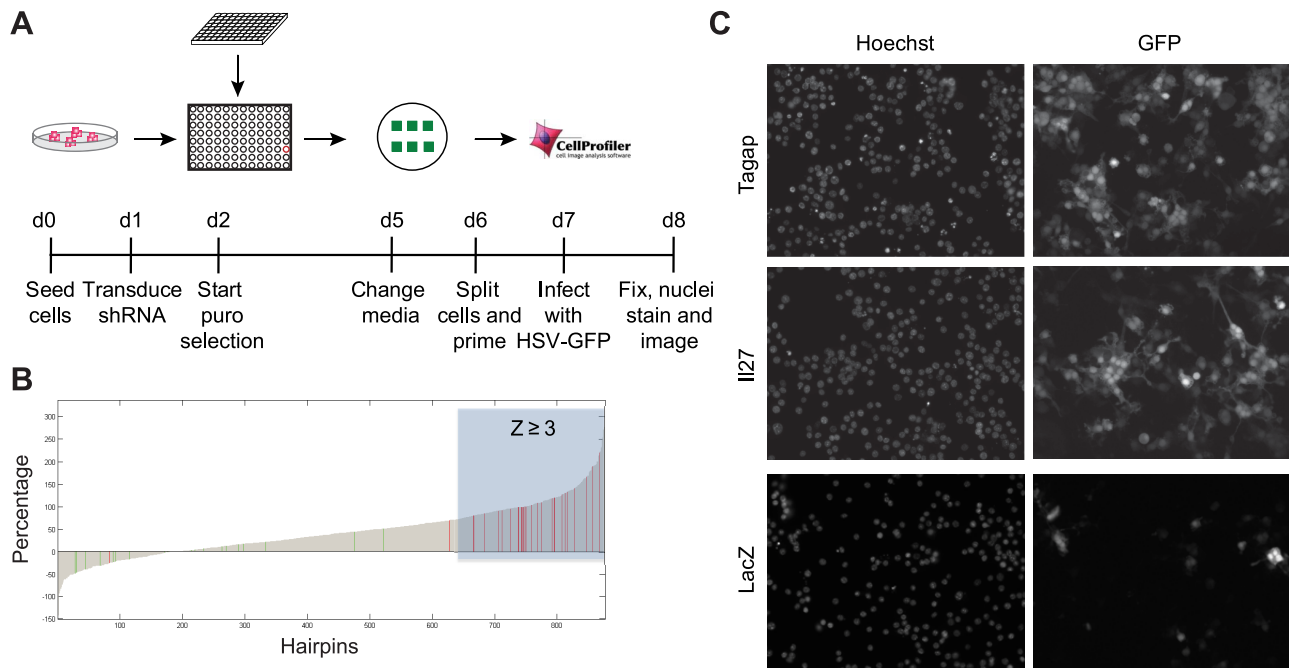 A
CellProfiler
cell image analysis software
d0 d1 d2 d5 d6 d7 d8
Seed cells
Transduce shRNA
Start puro selection
Change media
Split cells and prime
Infect with HSV-GFP
Fix, nuclei stain and image
B
Percentage
300
250
200
150
100
50
0
-50
-100
-150
Z ≥ 3
100 200 300 400 500 600 700 800
Hairpins
C
Hoechst GFP
Tagap
Il27
LacZ